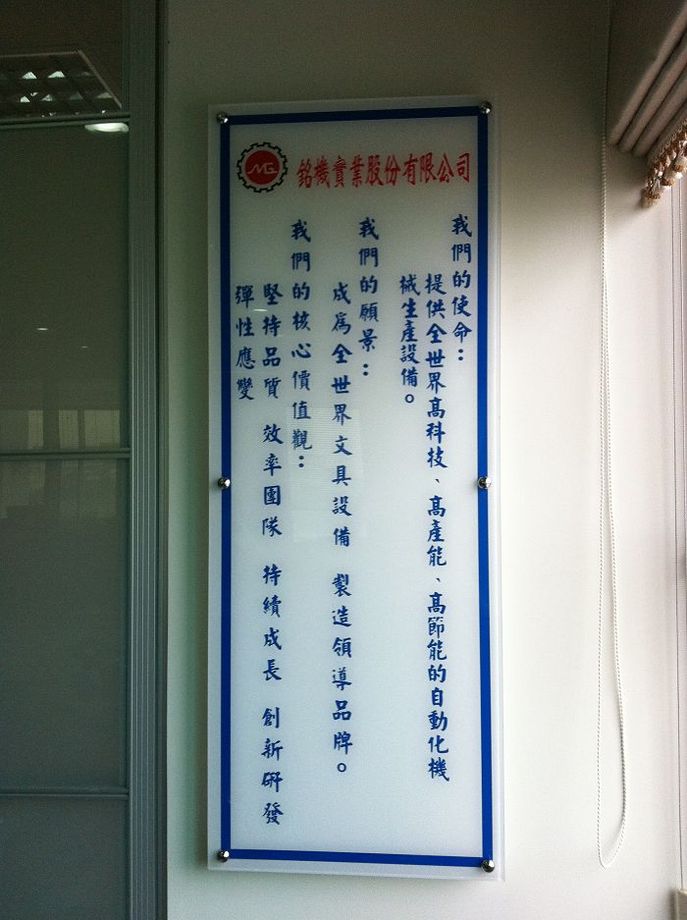 MG
銘機實業股份有限公司
我們的使命：
提供全世界高科技、高產能、高節能的自動化機
械生產設備。
我們的願景：
成為全世界文具設備 製造領導品牌。
我們的核心價值觀：
堅持品質 效率團隊 持續成長 創新研發
彈性應變